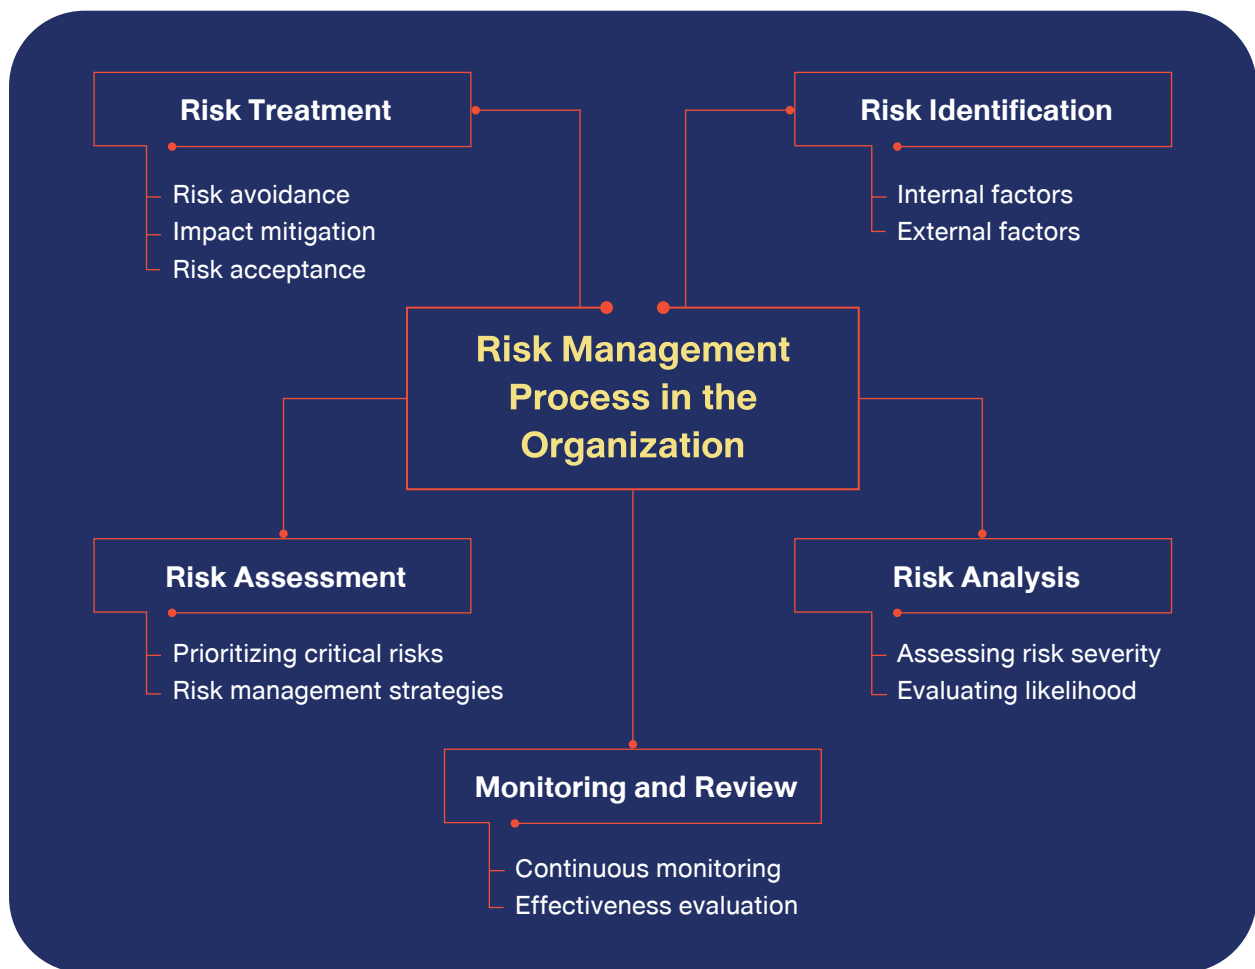 Risk Treatment
Risk avoidance
Impact mitigation
Risk acceptance
Risk Identification
Internal factors
External factors
Risk Management
Process in the
Organization
Risk Assessment
Prioritizing critical risks
Risk management strategies
Risk Analysis
Assessing risk severity
Evaluating likelihood
Monitoring and Review
Continuous monitoring
Effectiveness evaluation